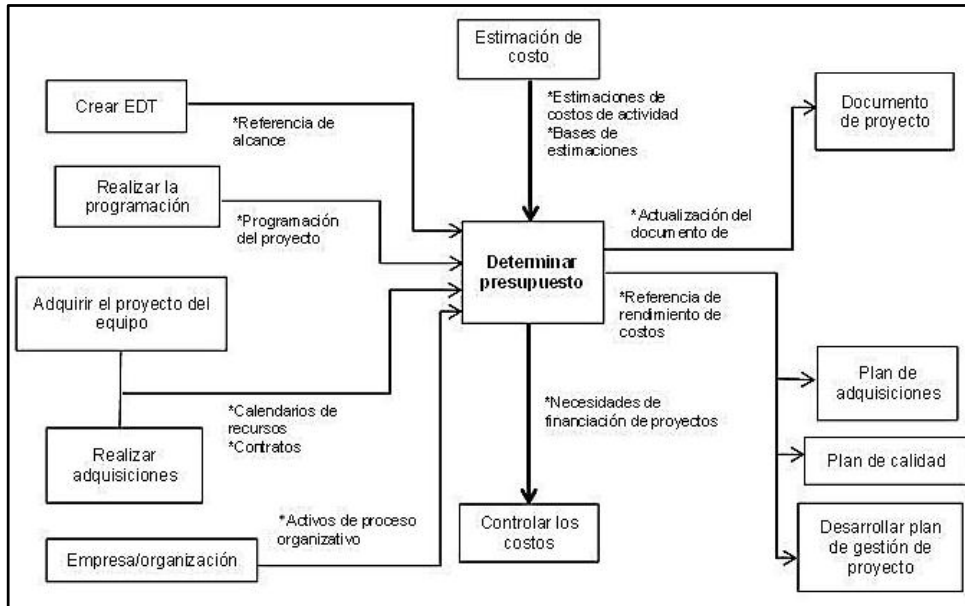 Estimación de
costo
Crear EDT
*Referencia de
alcance
*Estimaciones de
costos de actividad
*Bases de
estimaciones
Documento
de proyecto
Realizar la
programación
*Programación
del proyecto
*Actualización del
documento de
Determinar
presupuesto
Adquirir el proyecto del
equipo
*Referencia de
rendimiento de
costos
*Calendarios de
recursos
*Contratos
*Necesidades de
financiación de proyectos
Plan de
adquisiciones
Realizar
adquisiciones
Plan de calidad
*Activos de proceso
organizativo
Controlar los
costos
Desarrollar plan
de gestión de
proyecto
Empresa/organización